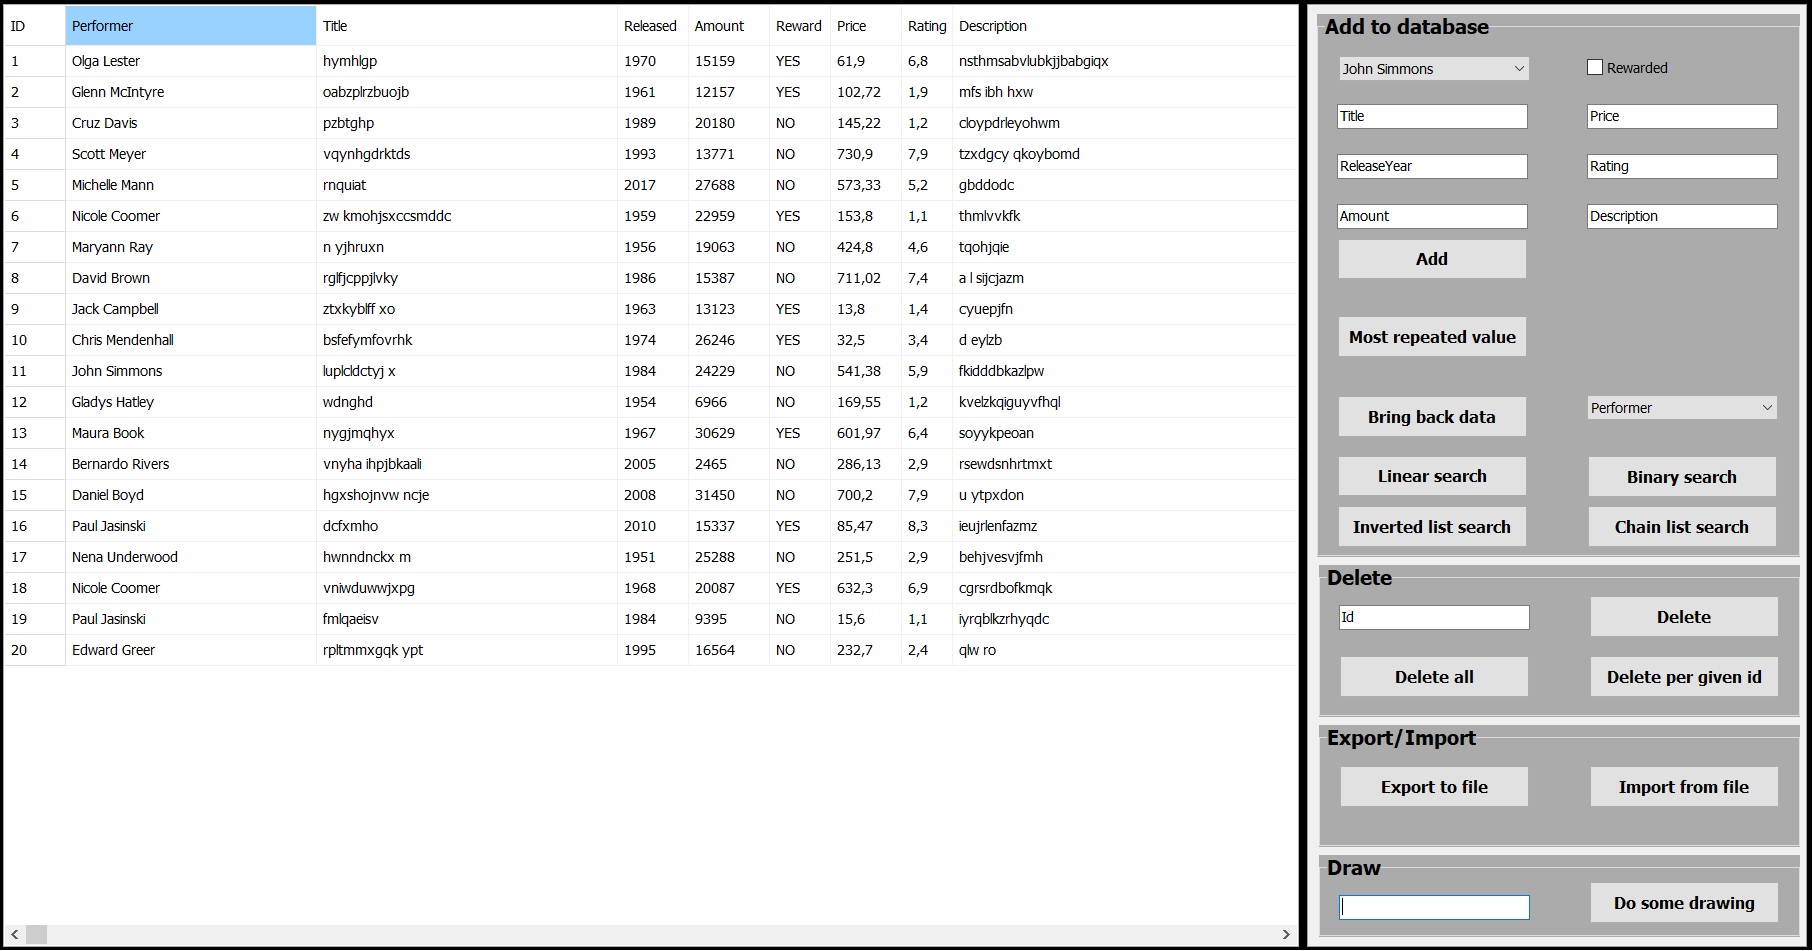 ID Performer Title Released Amount Reward Price Rating Description
1 Olga Lester hymhlgp 1970 15159 YES 61,9 6,8 nsthmsabvlubkjjbabgiqx
2 Glenn McIntyre oabzplrzbuojb 1961 12157 YES 102,72 1,9 mfs ibh hxw
3 Cruz Davis pzbtghp 1989 20180 NO 145,22 1,2 cloypdrleyohwm
4 Scott Meyer vqynhgdrktds 1993 13771 NO 730,9 7,9 tzxdgcy qkoybomd
5 Michelle Mann rnquiat 2017 27688 NO 573,33 5,2 gbddodc
6 Nicole Coomer zw kmohjsxccsmddc 1959 22959 YES 153,8 1,1 thmlvvkfk
7 Maryann Ray n yjhruxn 1956 19063 NO 424,8 4,6 tqohjqie
8 David Brown rglfjcppjlvky 1986 15387 NO 711,02 7,4 a l sijcjazm
9 Jack Campbell ztxkyblff xo 1963 13123 YES 13,8 1,4 cyuepjfn
10 Chris Mendenhall bsfefymfovrhk 1974 26246 YES 32,5 3,4 d eylzb
11 John Simmons luplcldctyj x 1984 24229 NO 541,38 5,9 fkidddbkazlpw
12 Gladys Hatley wdnghd 1954 6966 NO 169,55 1,2 kvelzkqiguyvfhql
13 Maura Book nygjmqhyx 1967 30629 YES 601,97 6,4 soyykpeoan
14 Bernardo Rivers vnyha ihpjbkaali 2005 2465 NO 286,13 2,9 rsewdsnhrtmxt
15 Daniel Boyd hgxshojnvw ncje 2008 31450 NO 700,2 7,9 u ytpxdon
16 Paul Jasinski dcfxmho 2010 15337 YES 85,47 8,3 ieujrlenfazmz
17 Nena Underwood hwnndnckx m 1951 25288 NO 251,5 2,9 behjvesvjfmh
18 Nicole Coomer vniwduwwjxpg 1968 20087 YES 632,3 6,9 cgrsrdbofkmqk
19 Paul Jasinski fmlqaeisv 1984 9395 NO 15,6 1,1 iyrqblkzrhyqdc
20 Edward Greer rpltmmxgqk ypt 1995 16564 NO 232,7 2,4 qlw ro
Add to database
John Simmons Rewarded
Title Price
ReleaseYear Rating
Amount Description
Add
Most repeated value
Bring back data Performer
Linear search Binary search
Inverted list search Chain list search
Delete
Id Delete
Delete all Delete per given id
Export/Import
Export to file Import from file
Draw
Do some drawing